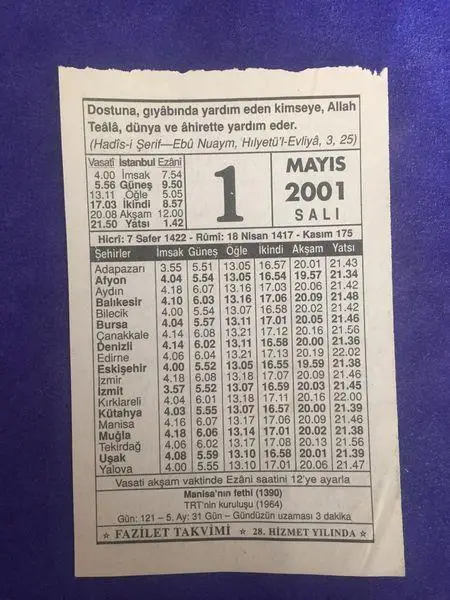 Dostuna, gıyâbında yardım eden kimseye, Allah
Teâlâ, dünya ve âhirette yardım eder.
(Hadîs-i Şerif—Ebû Nuaym, Hılyetü'l-Evliyâ, 3, 25)
Vasatî İstanbul Ezânî
4.00 İmsak 7.54
5.56 Güneş 9.50
13.11 Öğle 5.05
17.03 İkindi 8.57
20.08 Akşam 12.00
21.50 Yatsı 1.42
1
MAYIS
2001
SALI
Hicrî: 7 Safer 1422 - Rûmî: 18 Nisan 1417 - Kasım 175
Şehirler İmsak Güneş Öğle İkindi Akşam Yatsı
Adapazarı 3.55 5.51 13.05 16.57 20.01 21.43
Afyon 4.04 5.54 13.05 16.54 19.57 21.34
Aydın 4.18 6.07 13.16 17.03 20.06 21.42
Balıkesir 4.10 6.03 13.16 17.06 20.09 21.48
Bilecik 4.00 5.54 13.07 16.58 20.02 21.42
Bursa 4.04 5.57 13.11 17.01 20.05 21.46
Çanakkale 4.14 6.08 13.21 17.12 20.16 21.56
Denizli 4.14 6.02 13.11 16.58 20.00 21.36
Edirne 4.06 6.04 13.21 17.13 20.19 22.02
Eskişehir 4.00 5.52 13.05 16.55 19.59 21.38
İzmir 4.18 6.08 13.18 17.07 20.09 21.46
İzmit 3.57 5.52 13.07 16.59 20.03 21.45
Kırklareli 4.04 6.01 13.18 17.11 20.16 22.00
Kütahya 4.03 5.55 13.07 16.57 20.00 21.39
Manisa 4.16 6.07 13.17 17.06 20.09 21.46
Muğla 4.18 6.06 13.14 17.01 20.02 21.38
Tekirdağ 4.06 6.02 13.17 17.08 20.13 21.56
Uşak 4.08 5.59 13.10 16.58 20.01 21.39
Yalova 4.00 5.55 13.10 17.01 20.06 21.47
Vasati akşam vaktinde Ezânî saatini 12'ye ayarla
Manisa'nın fethi (1390)
TRT'nin kuruluşu (1964)
Gün: 121 – 5. Ay: 31 Gün – Gündüzün uzaması 3 dakika
★ FAZİLET TAKVİMİ ★ 28. HİZMET YILINDA ★